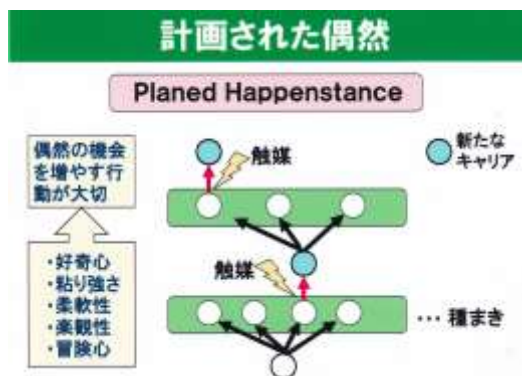 計画された偶然
Planed Happenstance
偶然の機会
を増やす行
動が大切
触媒
新たな
キャリア
・好奇心
・粘り強さ
・柔軟性
・楽観性
・冒険心
触媒
… 種まき